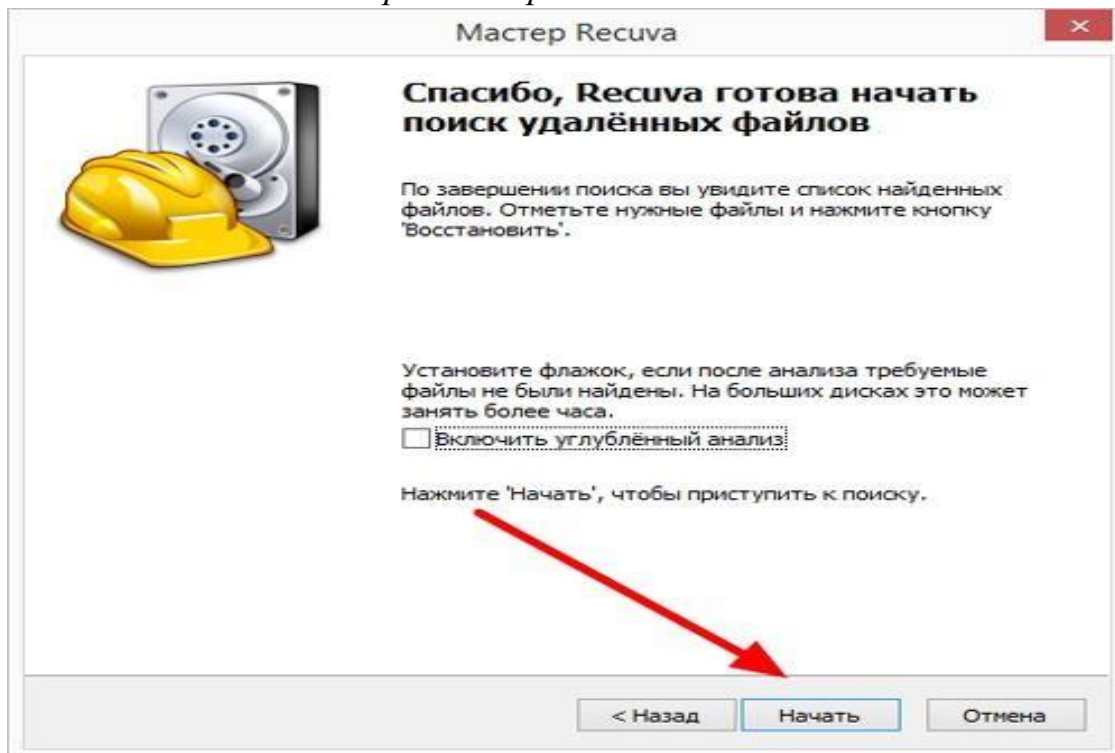 Мастер Recuva
Спасибо, Recuva готова начать
поиск удалённых файлов
По завершении поиска вы увидите список найденных
файлов. Отметьте нужные файлы и нажмите кнопку
'Восстановить'.
Установите флажок, если после анализа требуемые
файлы не были найдены. На больших дисках это может
занять более часа.
Включить углублённый анализ
Нажмите 'Начать', чтобы приступить к поиску.
< Назад
Начать
Отмена